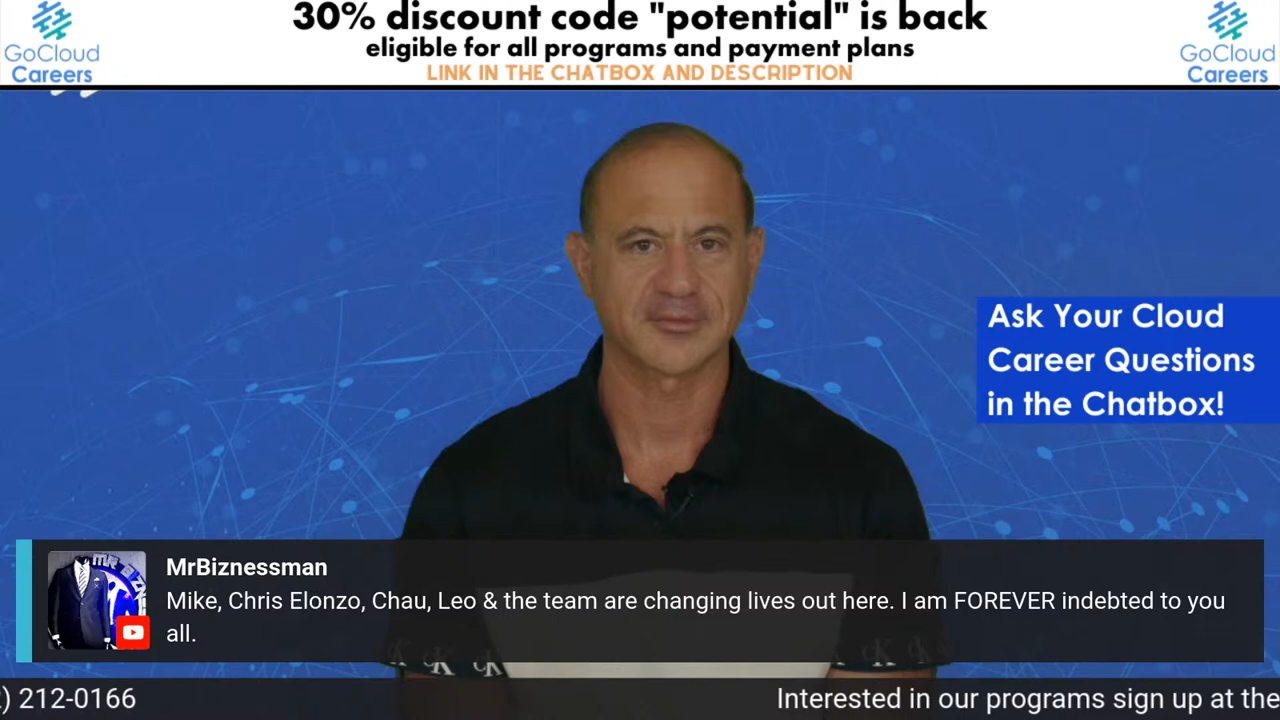 30% discount code "potential" is back
eligible for all programs and payment plans
LINK IN THE CHATBOX AND DESCRIPTION
GoCloud
Careers
GoCloud
Careers
Ask Your Cloud
Career Questions
in the Chatbox!
MrBiznessman
Mike, Chris Elonzo, Chau, Leo & the team are changing lives out here. I am FOREVER indebted to you
all.
) 212-0166
Interested in our programs sign up at the